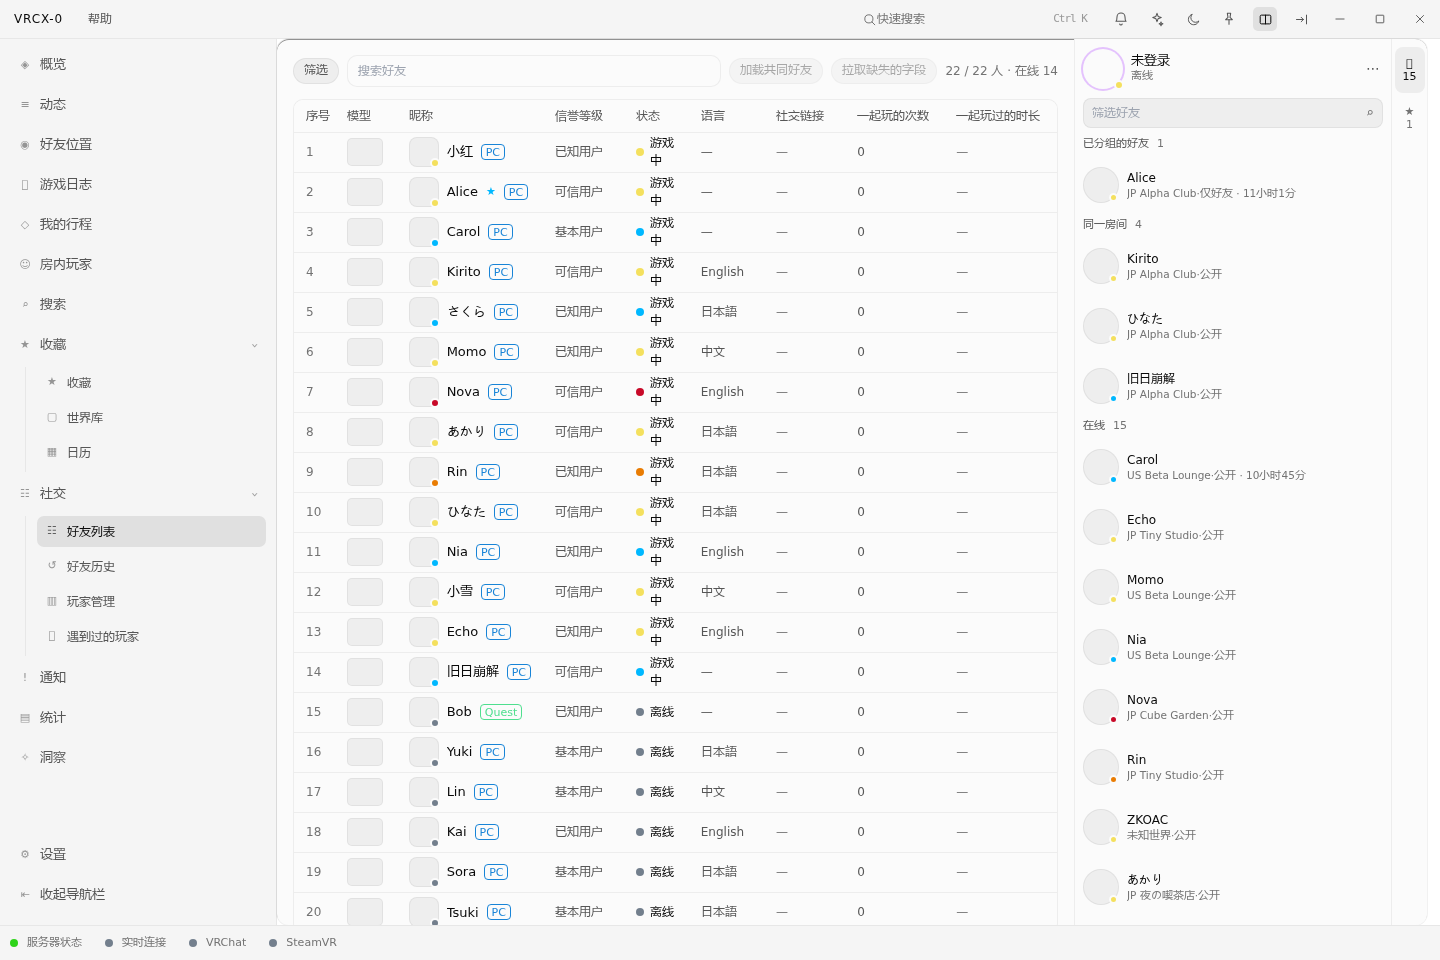 VRCX-0 帮助 快速搜索 Ctrl K
概览
动态
好友位置
游戏日志
我的行程
房内玩家
搜索
收藏
收藏
世界库
日历
社交
好友列表
好友历史
玩家管理
遇到过的玩家
通知
统计
洞察
设置
收起导航栏
筛选 搜索好友 加载共同好友 拉取缺失的字段 22 / 22 人 · 在线 14
序号 模型 昵称 信誉等级 状态 语言 社交链接 一起玩的次数 一起玩过的时长
1 小红 PC 已知用户 游戏中 — — 0 —
2 Alice ★ PC 可信用户 游戏中 — — 0 —
3 Carol PC 基本用户 游戏中 — — 0 —
4 Kirito PC 可信用户 游戏中 English — 0 —
5 さくら PC 已知用户 游戏中 日本語 — 0 —
6 Momo PC 已知用户 游戏中 中文 — 0 —
7 Nova PC 可信用户 游戏中 English — 0 —
8 あかり PC 可信用户 游戏中 日本語 — 0 —
9 Rin PC 已知用户 游戏中 日本語 — 0 —
10 ひなた PC 可信用户 游戏中 日本語 — 0 —
11 Nia PC 已知用户 游戏中 English — 0 —
12 小雪 PC 可信用户 游戏中 中文 — 0 —
13 Echo PC 已知用户 游戏中 English — 0 —
14 旧日崩解 PC 可信用户 游戏中 — — 0 —
15 Bob Quest 已知用户 离线 — — 0 —
16 Yuki PC 基本用户 离线 日本語 — 0 —
17 Lin PC 基本用户 离线 中文 — 0 —
18 Kai PC 已知用户 离线 English — 0 —
19 Sora PC 基本用户 离线 日本語 — 0 —
20 Tsuki PC 基本用户 离线 日本語 — 0 —
未登录
离线
筛选好友
已分组的好友 1
Alice
JP Alpha Club·仅好友 · 11小时1分
同一房间 4
Kirito
JP Alpha Club·公开
ひなた
JP Alpha Club·公开
旧日崩解
JP Alpha Club·公开
在线 15
Carol
US Beta Lounge·公开 · 10小时45分
Echo
JP Tiny Studio·公开
Momo
US Beta Lounge·公开
Nia
US Beta Lounge·公开
Nova
JP Cube Garden·公开
Rin
JP Tiny Studio·公开
ZKOAC
未知世界·公开
あかり
JP 夜の喫茶店·公开
15
★
1
服务器状态 实时连接 VRChat SteamVR